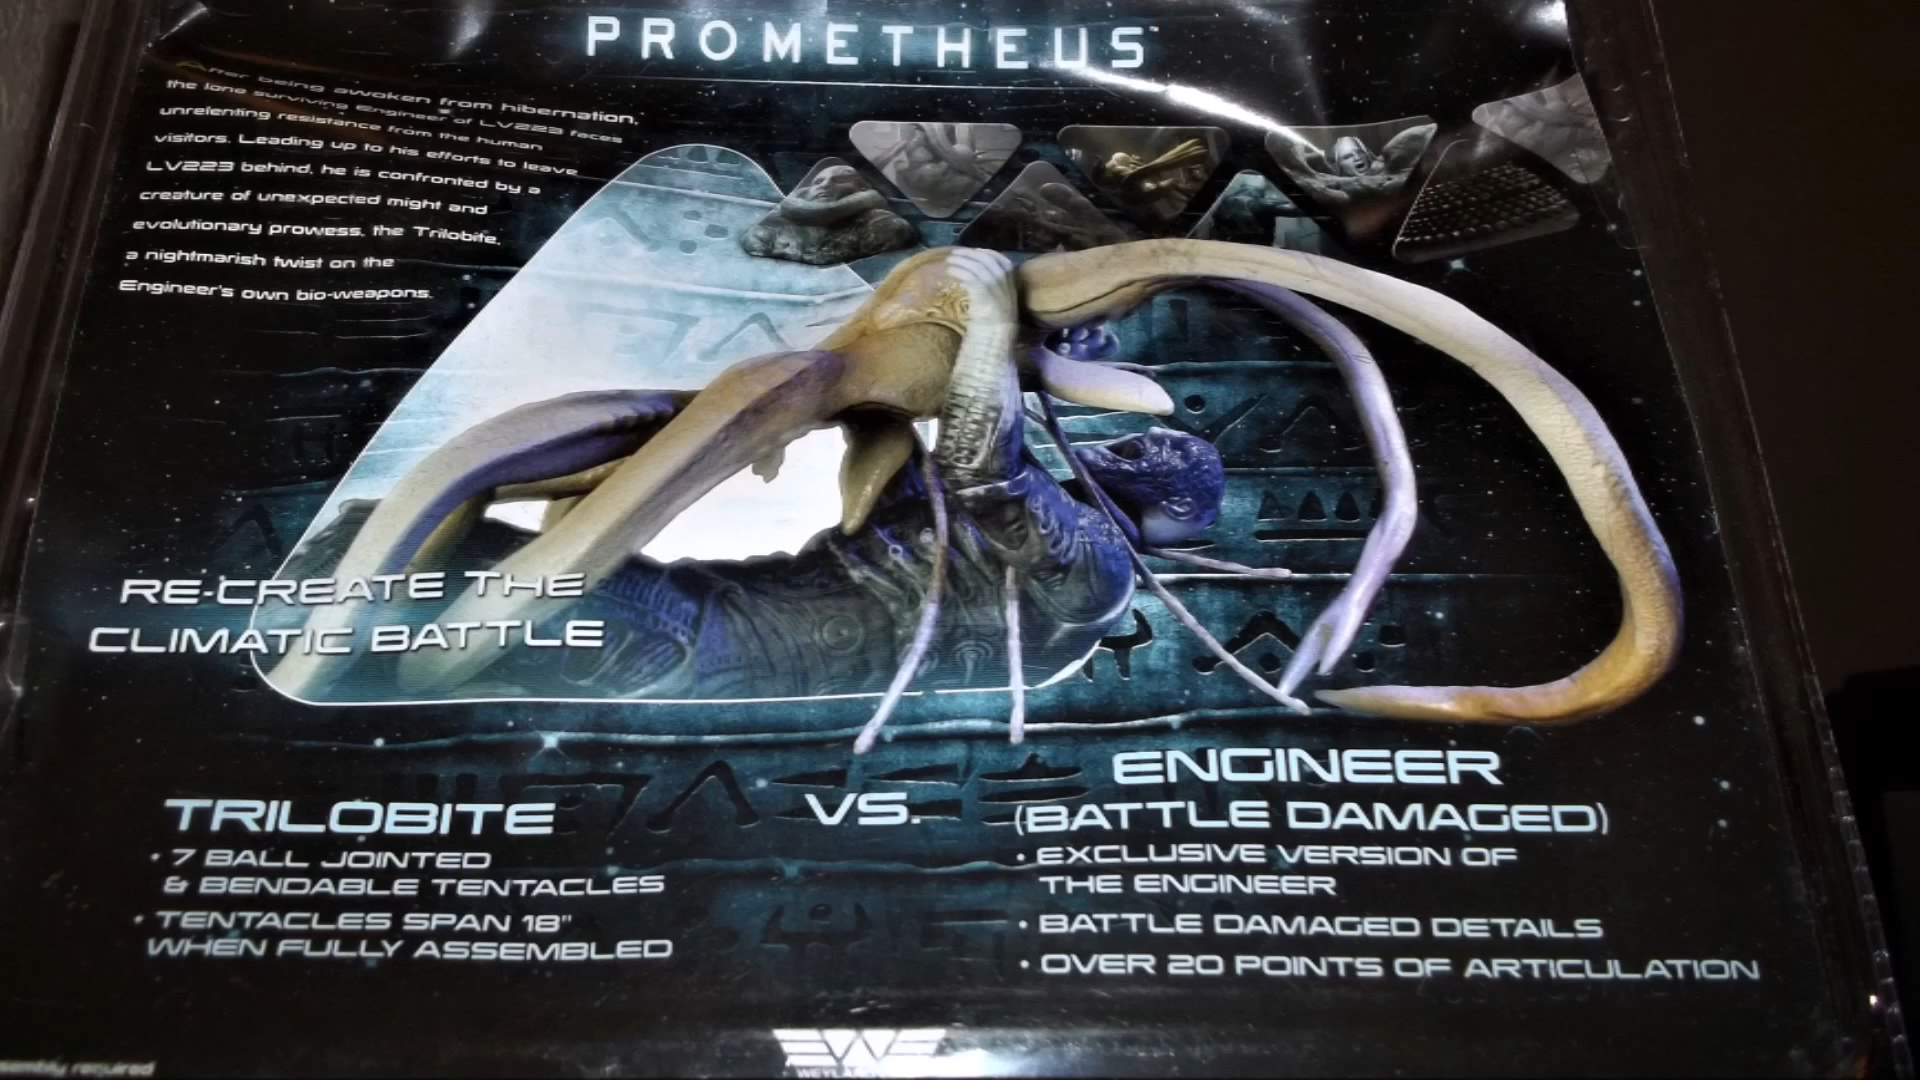 PROMETHEUS™
After being awoken from hibernation,
the lone surviving Engineer of LV223 faces
unrelenting resistance from the human
visitors. Leading up to his efforts to leave
LV223 behind, he is confronted by a
creature of unexpected might and
evolutionary prowess, the Trilobite,
a nightmarish twist on the
Engineer's own bio-weapons.
RE-CREATE THE
CLIMATIC BATTLE
TRILOBITE
• 7 BALL JOINTED
& BENDABLE TENTACLES
• TENTACLES SPAN 18"
WHEN FULLY ASSEMBLED
VS.
ENGINEER
(BATTLE DAMAGED)
• EXCLUSIVE VERSION OF
THE ENGINEER
• BATTLE DAMAGED DETAILS
• OVER 20 POINTS OF ARTICULATION
required